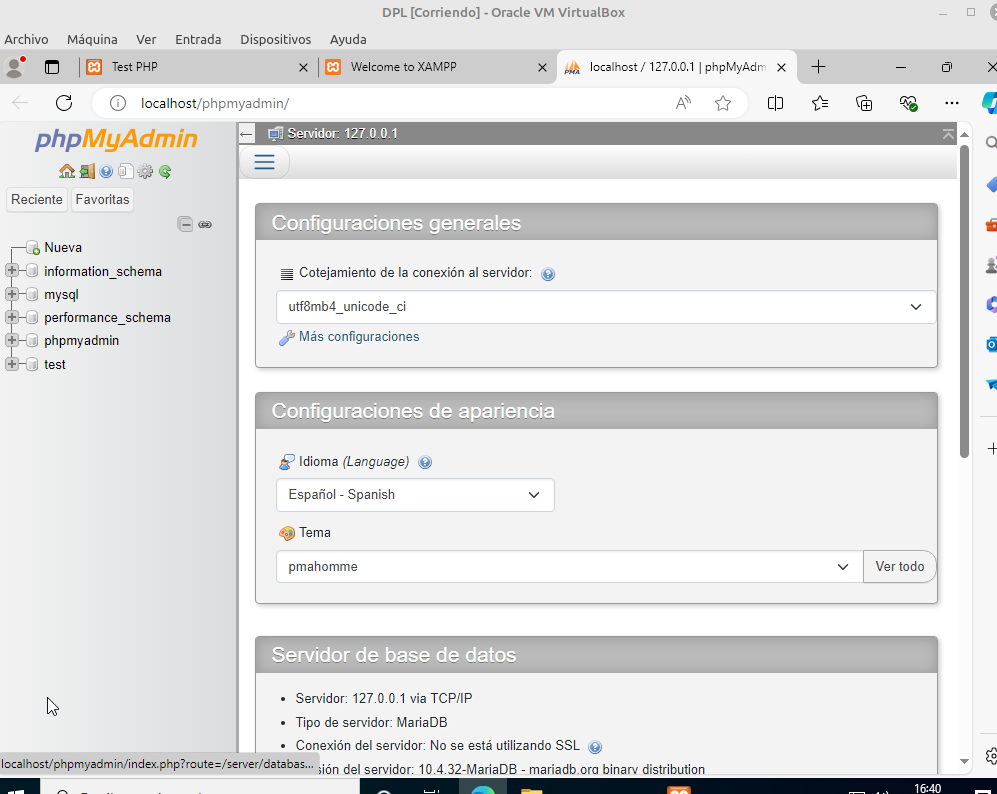 DPL [Corriendo] - Oracle VM VirtualBox
Archivo Máquina Ver Entrada Dispositivos Ayuda
Test PHP
Welcome to XAMPP
localhost / 127.0.0.1 | phpMyAdm
localhost/phpmyadmin/
phpMyAdmin
Servidor: 127.0.0.1
Reciente Favoritas
Nueva
information_schema
mysql
performance_schema
phpmyadmin
test
Configuraciones generales
Cotejamiento de la conexión al servidor:
utf8mb4_unicode_ci
Más configuraciones
Configuraciones de apariencia
Idioma (Language)
Español - Spanish
Tema
pmahomme
Ver todo
Servidor de base de datos
• Servidor: 127.0.0.1 via TCP/IP
• Tipo de servidor: MariaDB
• Conexión del servidor: No se está utilizando SSL
sión del servidor: 10.4.32-MariaDB - mariadb.org binary distribution
localhost/phpmyadmin/index.php?route=/server/databas...
16:40